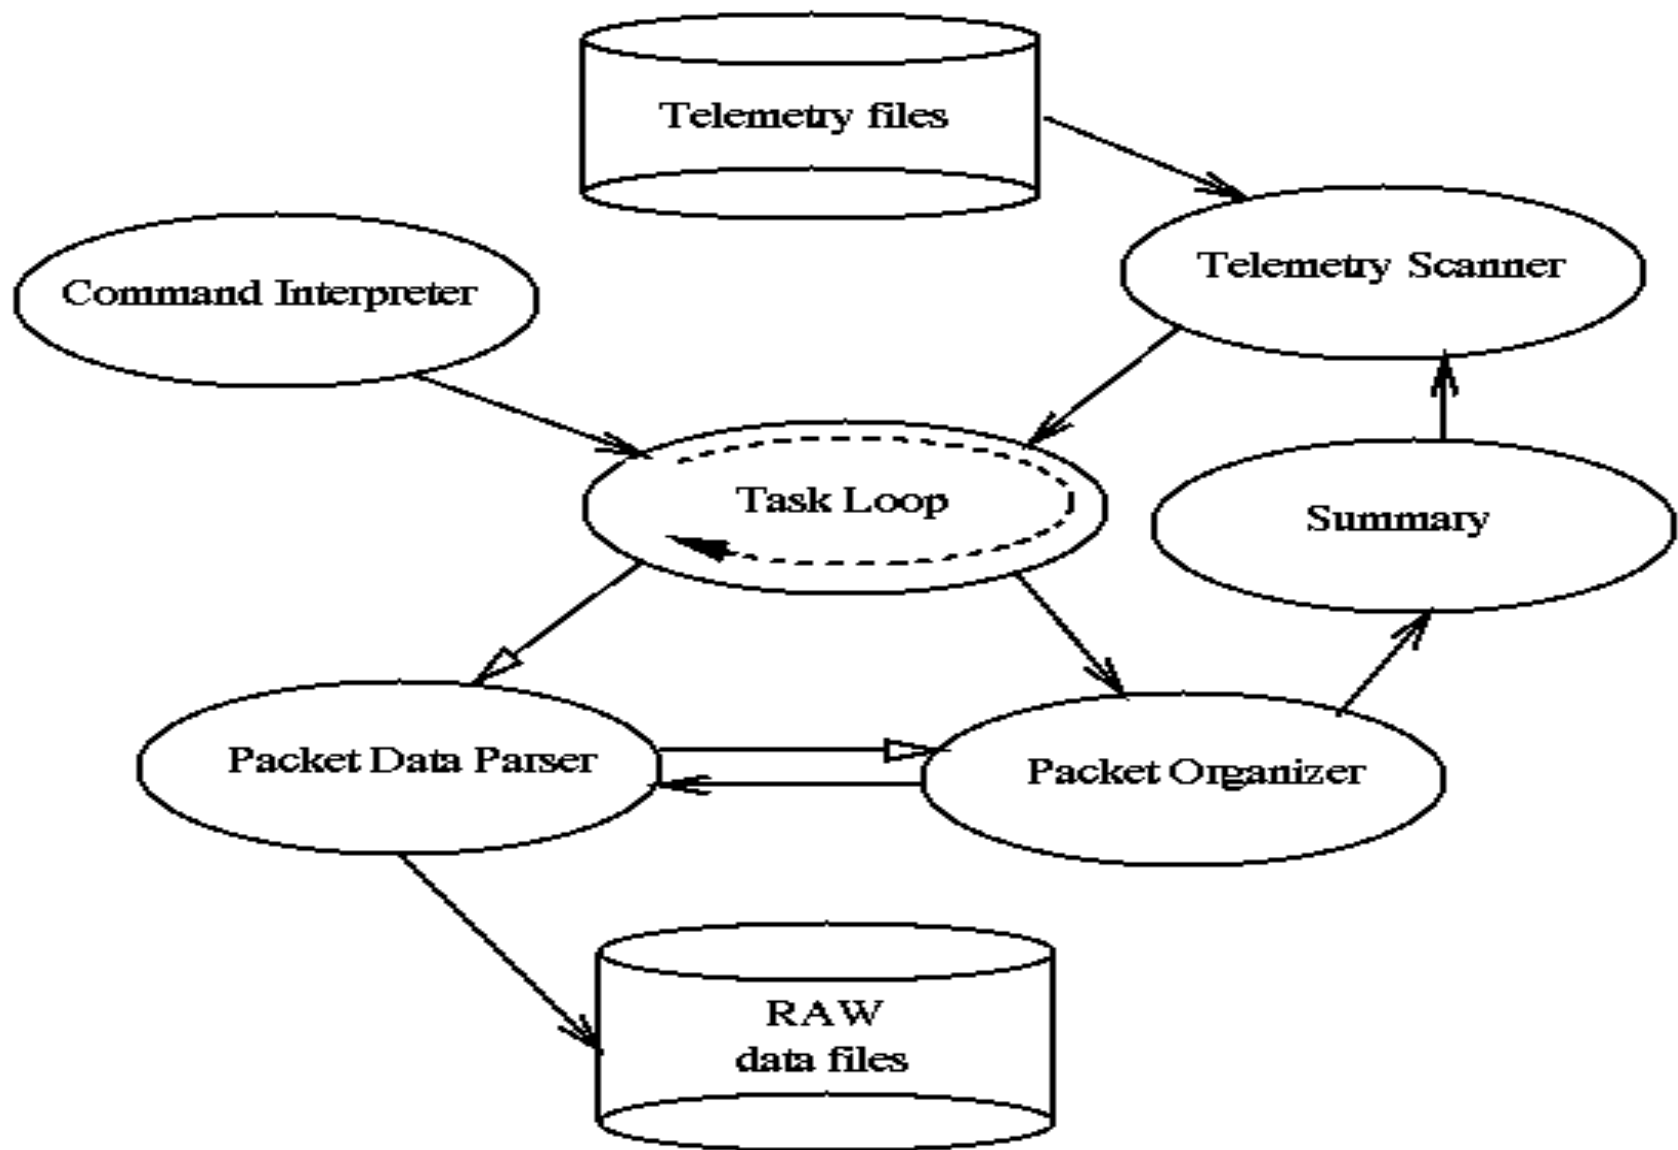 Telemetry files
Telemetry Scanner
Command Interpreter
Task Loop
Summary
Packet Data Parser
Packet Organizer
RAW
data files